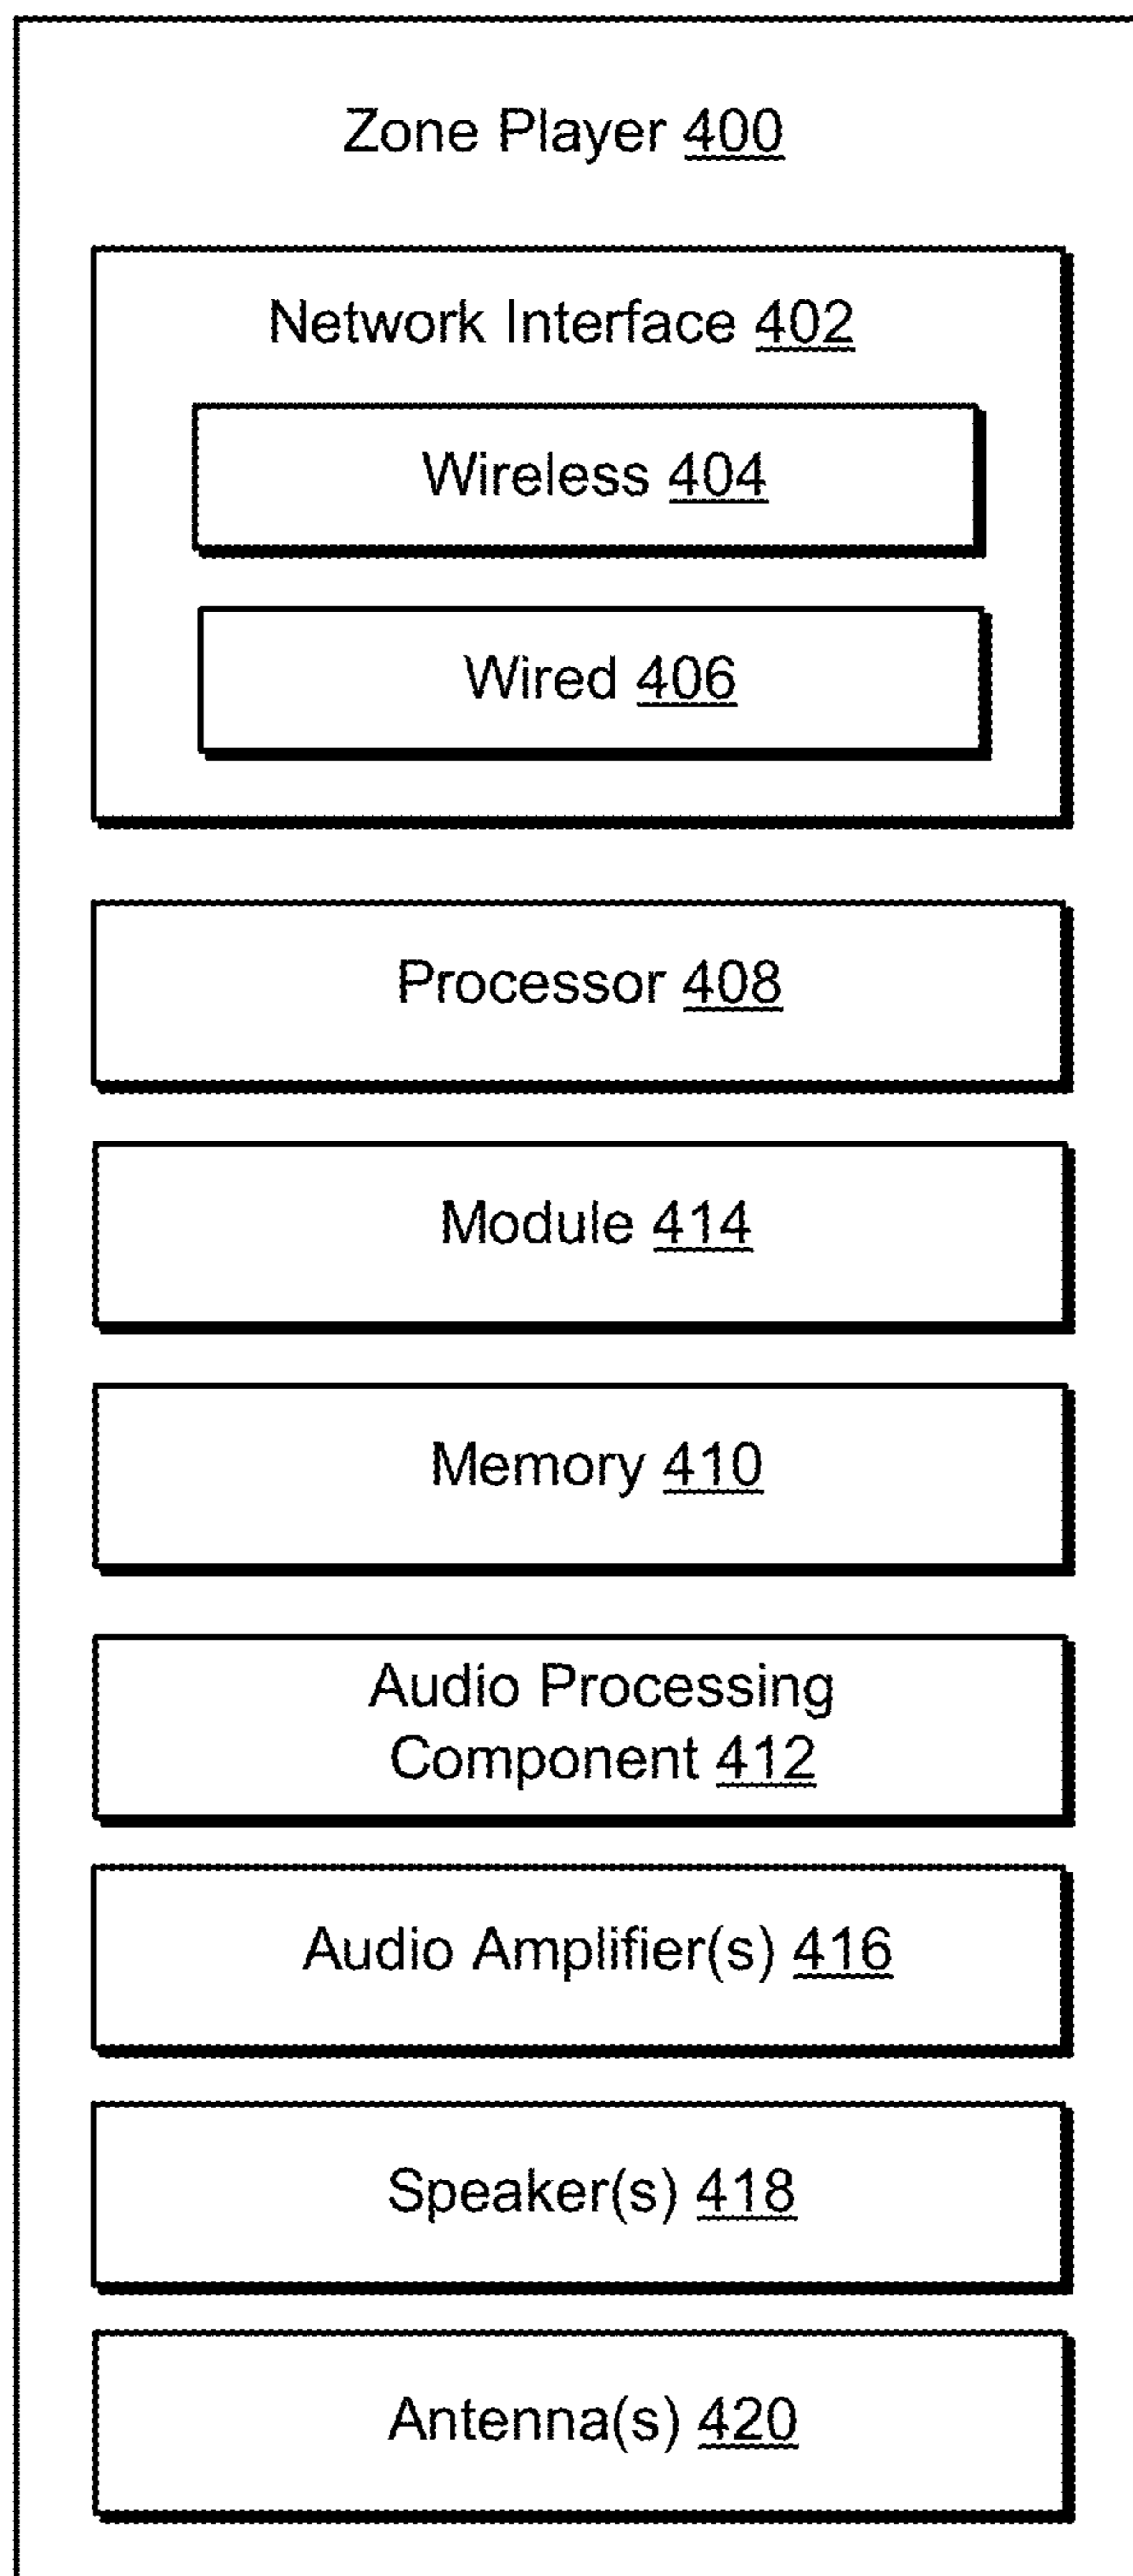 Zone Player 400
Network Interface 402
Wireless 404
Wired 406
Processor 408
Module 414
Memory 410
Audio Processing
Component 412
Audio Amplifier(s) 416
Speaker(s) 418
Antenna(s) 420